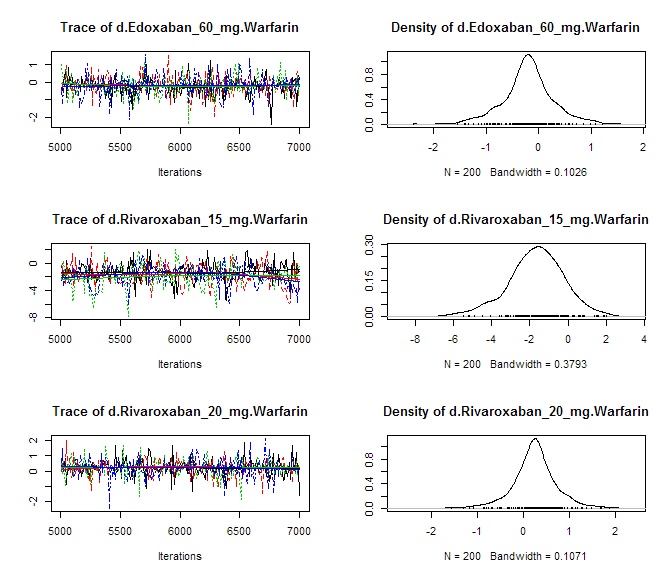 Trace of d.Edoxaban_60_mg.Warfarin
1
0
-2
5000 5500 6000 6500 7000
Iterations
Density of d.Edoxaban_60_mg.Warfarin
0.8
0.4
0.0
-2 -1 0 1 2
N = 200 Bandwidth = 0.1026
Trace of d.Rivaroxaban_15_mg.Warfarin
0
-4
-8
5000 5500 6000 6500 7000
Iterations
Density of d.Rivaroxaban_15_mg.Warfarin
0.30
0.15
0.00
-8 -6 -4 -2 0 2 4
N = 200 Bandwidth = 0.3793
Trace of d.Rivaroxaban_20_mg.Warfarin
2
1
0
-2
5000 5500 6000 6500 7000
Iterations
Density of d.Rivaroxaban_20_mg.Warfarin
0.8
0.4
0.0
-2 -1 0 1 2
N = 200 Bandwidth = 0.1071